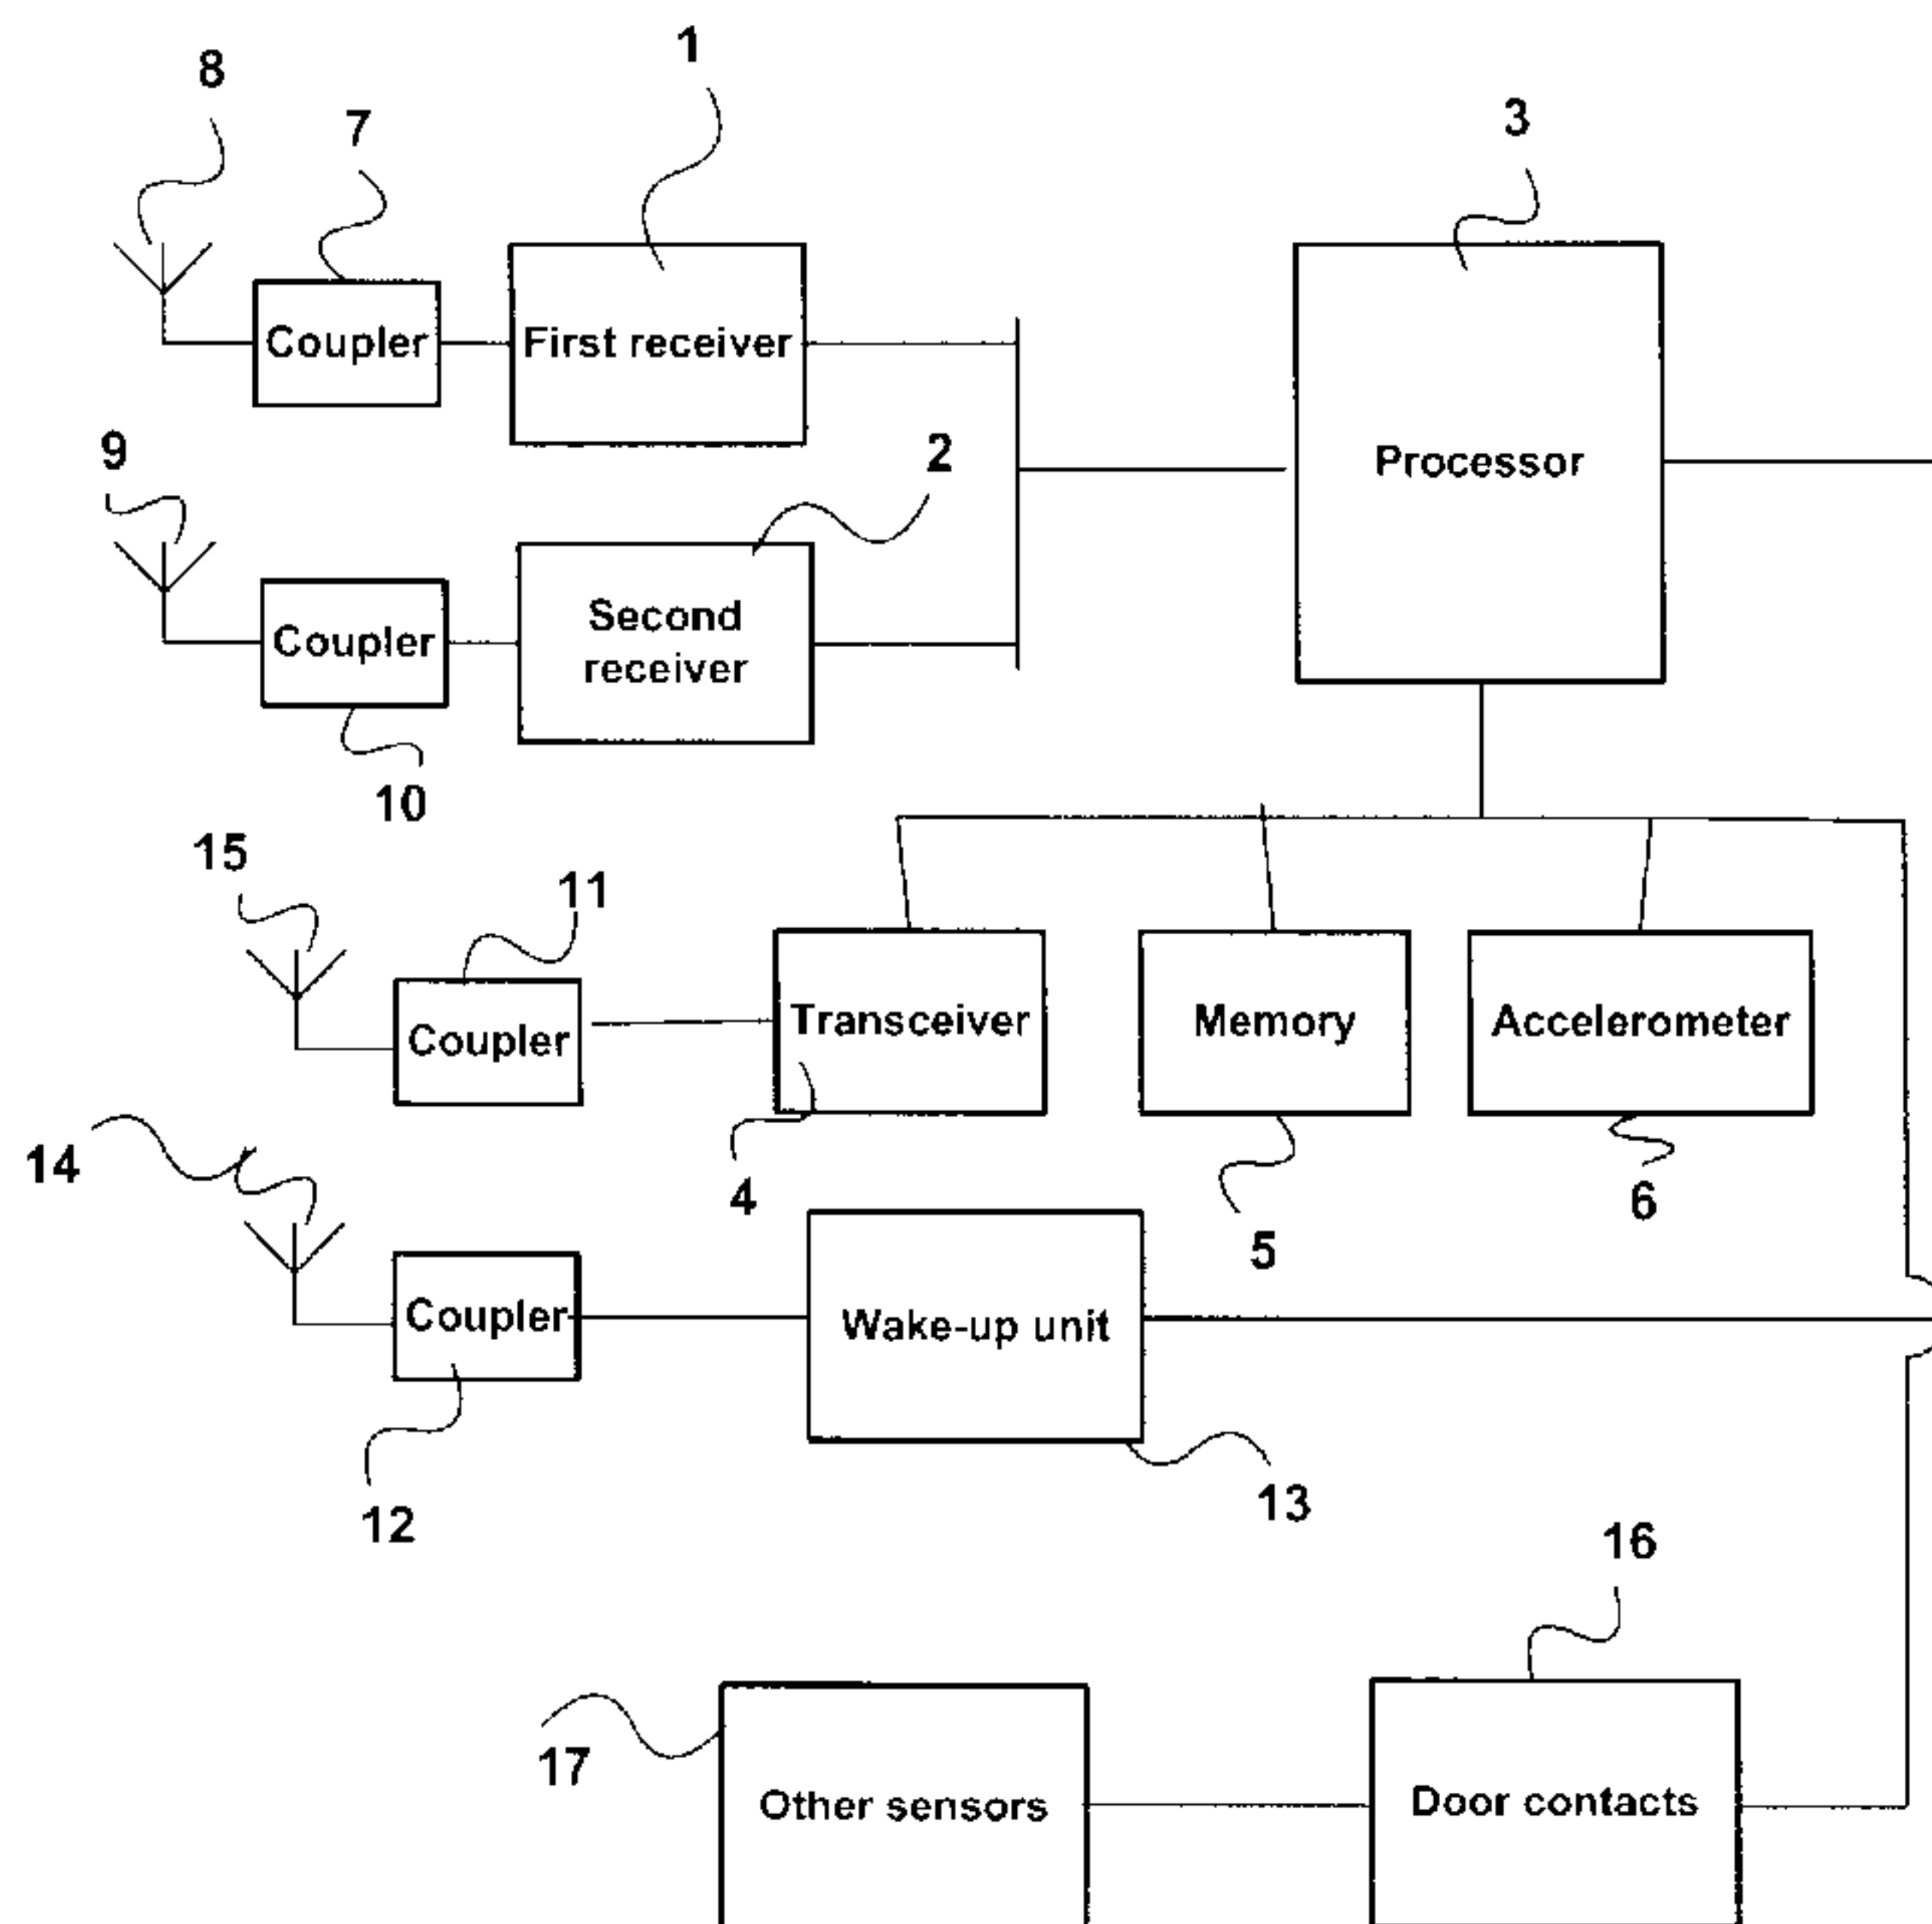 1
8
3
7
Coupler
First receiver
9
2
Processor
Second
receiver
Coupler
10
15
11
Transceiver
Memory
Accelerometer
Coupler
14
4
6
5
Coupler
Wake-up unit
13
12
16
17
Other sensors
Door contacts